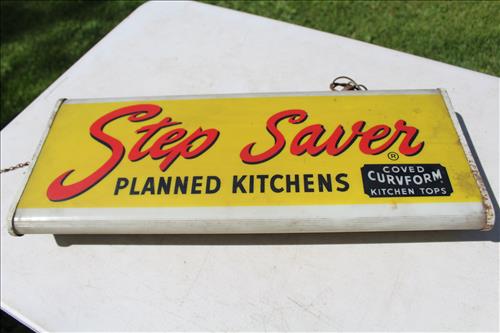 Step Saver®
PLANNED KITCHENS
COVED
CURVFORM
KITCHEN TOPS